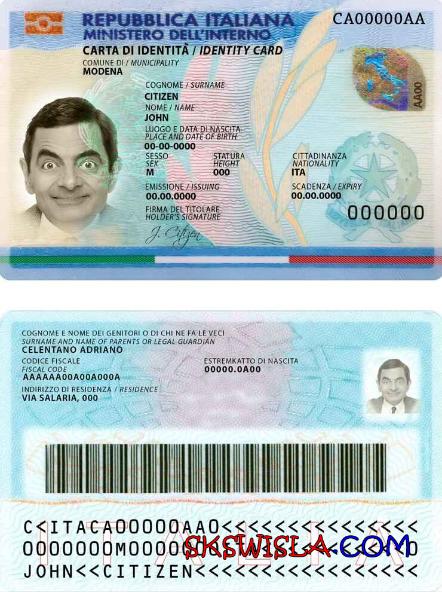 REPUBBLICA ITALIANA
CA00000AA
MINISTERO DELL'INTERNO
CARTA DI IDENTITÀ / IDENTITY CARD
COMUNE DI / MUNICIPALITY
MODENA
COGNOME / SURNAME
CITIZEN
NOME / NAME
JOHN
LUOGO E DATA DI NASCITA
PLACE AND DATE OF BIRTH
00-00-0000
SESSO STATURA CITTADINANZA
SEX HEIGHT NATIONALITY
M 000 ITA
EMISSIONE / ISSUING SCADENZA / EXPIRY
00.00.0000 00.00.0000
FIRMA DEL TITOLARE
HOLDER'S SIGNATURE
J. Citizen
000000
AA00
COGNOME E NOME DEI GENITORI O DI CHI NE FA LE VECI
SURNAME AND NAME OF PARENTS OR LEGAL GUARDIAN
CELENTANO ADRIANO
CODICE FISCALE ESTREMKATTO DI NASCITA
FISCAL CODE 00000.0A00
AAAAAA00A00A000A
INDIRIZZO DI RESIDENZA / RESIDENCE
VIA SALARIA, 000
C<ITACA00000AA0<<<<<<<<<<<<<<<
SKSWISLA.COM
JOHN<<CITIZEN<<<<<<<<<<<<<<<<<